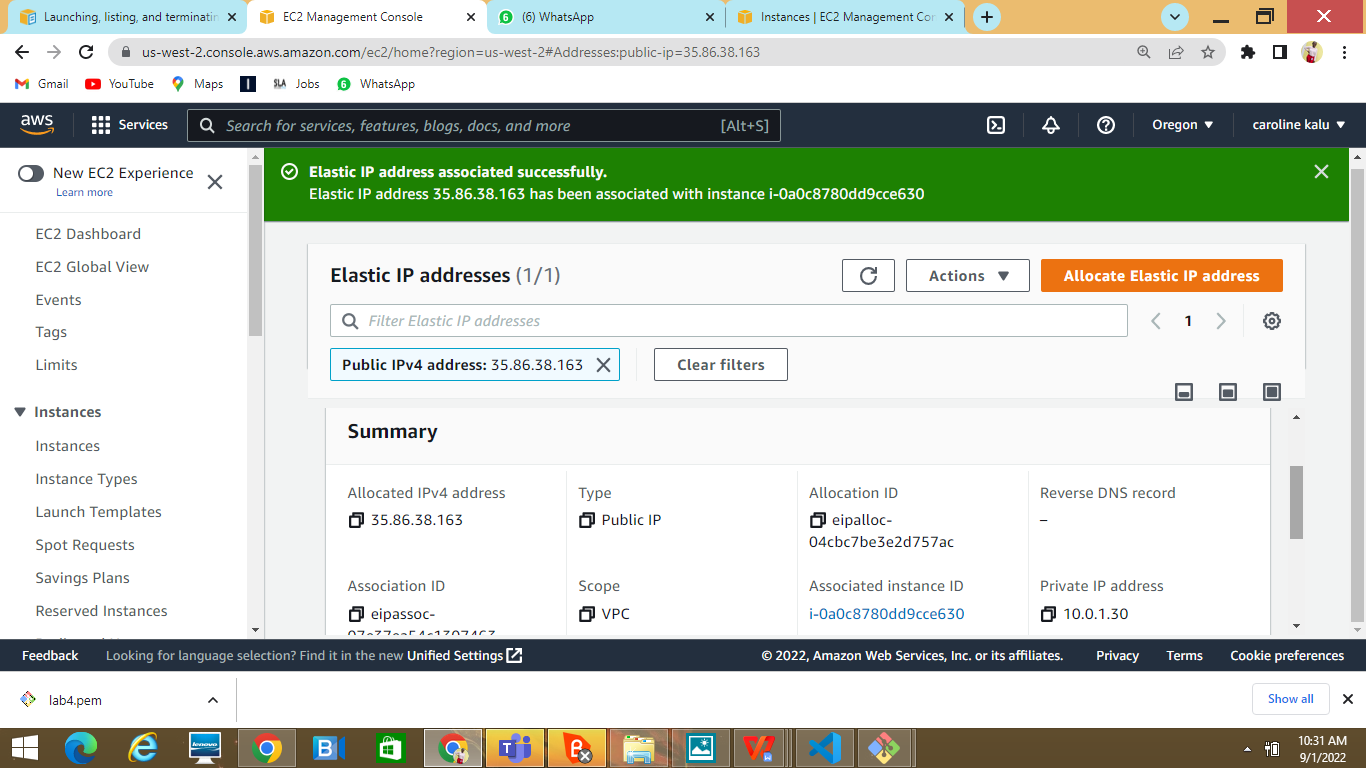 Launching, listing, and terminatin
EC2 Management Console
(6) WhatsApp
Instances | EC2 Management Con
us-west-2.console.aws.amazon.com/ec2/home?region=us-west-2#Addresses:public-ip=35.86.38.163
Gmail
YouTube
Maps
SLA
Jobs
6
WhatsApp
aws
Services
Search for services, features, blogs, docs, and more
[Alt+S]
Oregon
caroline kalu
New EC2 Experience
Learn more
Elastic IP address associated successfully.
Elastic IP address 35.86.38.163 has been associated with instance i-0a0c8780dd9cce630
EC2 Dashboard
EC2 Global View
Events
Tags
Limits
Instances
Instances
Instance Types
Launch Templates
Spot Requests
Savings Plans
Reserved Instances
Elastic IP addresses (1/1)
Actions
Allocate Elastic IP address
Filter Elastic IP addresses
1
Public IPv4 address: 35.86.38.163
Clear filters
Summary
Allocated IPv4 address
35.86.38.163
Type
Public IP
Allocation ID
eipalloc-
04cbc7be3e2d757ac
Reverse DNS record
–
Association ID
eipassoc-
Scope
VPC
Associated instance ID
i-0a0c8780dd9cce630
Private IP address
10.0.1.30
Feedback
Looking for language selection? Find it in the new Unified Settings
© 2022, Amazon Web Services, Inc. or its affiliates.
Privacy
Terms
Cookie preferences
lab4.pem
Show all
lenovo
10:31 AM
9/1/2022